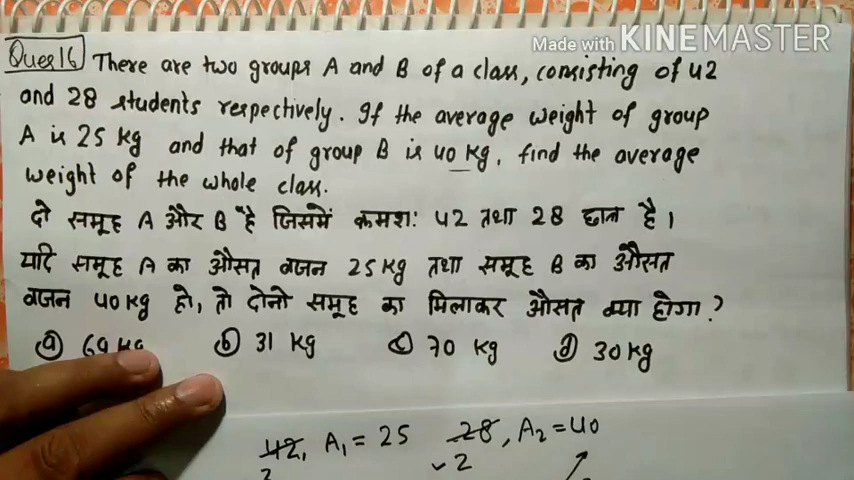 Made with KINEMASTER
Ques16 There are two groups A and B of a class, consisting of 42
and 28 students respectively. If the average weight of group
A is 25 kg and that of group B is 40 kg, find the average
weight of the whole class.
दो समूह A और B है जिसमें क्रमशः 42 तथा 28 छात्र है।
यदि समूह A का औसत वजन 25 kg तथा समूह B का औसत
वजन 40 kg हो, तो दोनो समूह का मिलाकर औसत क्या होगा?
(a) 69 kg (b) 31 kg (c) 70 kg (d) 30 kg
42, A₁ = 25 28, A₂ = 40
2